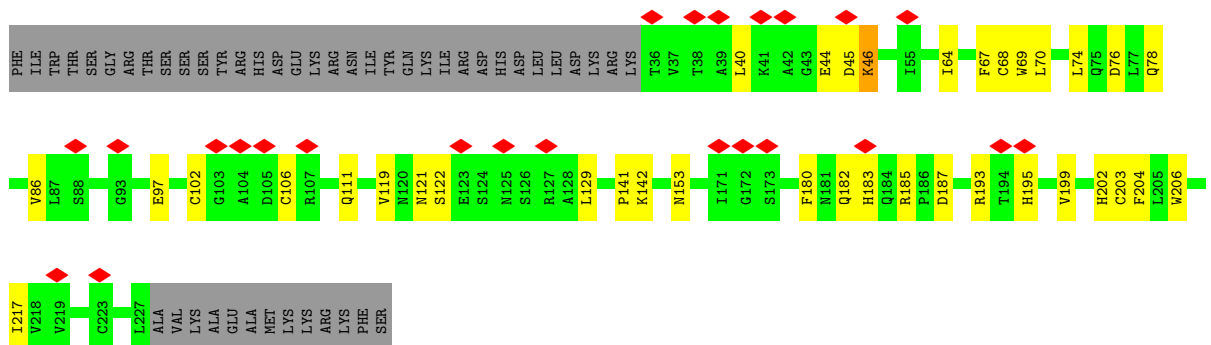 PHE ILE TRP THR SER GLY ARG THR SER SER SER TYR ARG HIS ASP GLU LYS ARG ASN ILE TYR GLN LYS ILE ARG ASP HIS ASP LEU LEU ASP LYS ARG LYS T36 V37 T38 A39 L40 K41 A42 G43 E44 D45 K46 I55 I64 F67 C68 W69 L70 L74 Q75 D76 L77 Q78
V86 L87 S88 G93 E97 C102 G103 A104 D105 C106 R107 Q111 V119 N120 N121 S122 E123 S124 N125 S126 R127 A128 L129 P141 K142 N153 I171 G172 S173 F180 N181 Q182 H183 Q184 R185 P186 D187 R193 T194 H195 V199 H202 C203 F204 L205 W206
I217 V218 V219 C223 L227 ALA VAL LYS ALA GLU ALA MET LYS LYS ARG LYS PHE SER